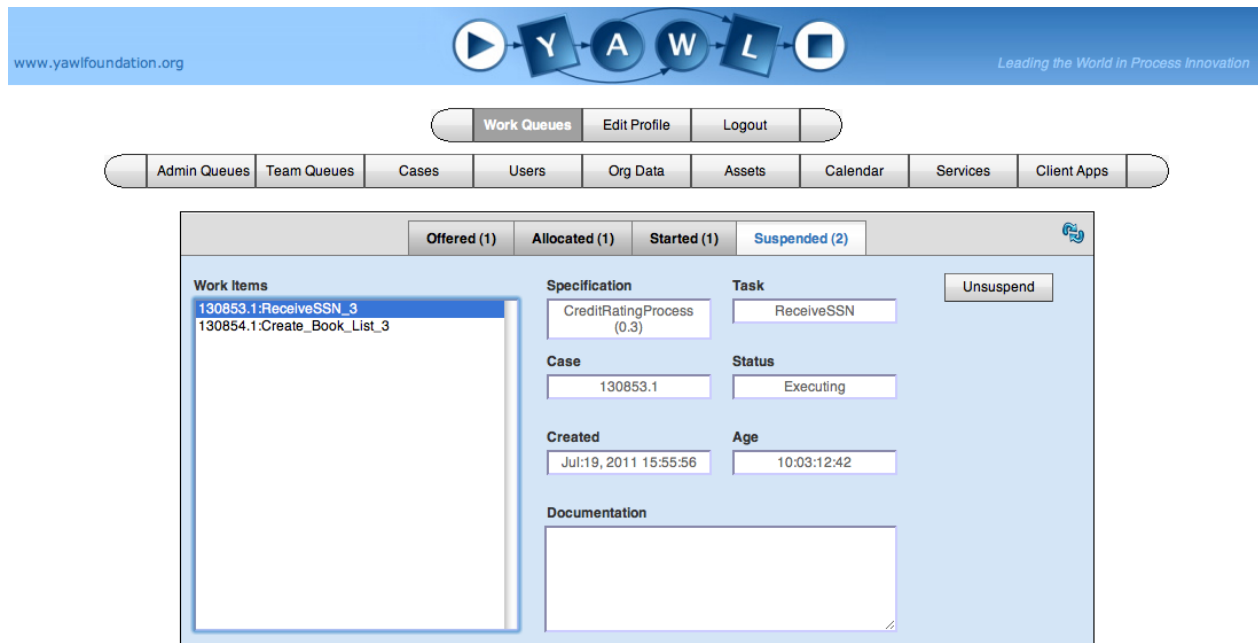 www.yawlfoundation.org
Y A W L
Leading the World in Process Innovation
Work Queues Edit Profile Logout
Admin Queues Team Queues Cases Users Org Data Assets Calendar Services Client Apps
Offered (1) Allocated (1) Started (1) Suspended (2)
Work Items
130853.1:ReceiveSSN_3
130854.1:Create_Book_List_3
Specification
CreditRatingProcess
(0.3)
Task
ReceiveSSN
Case
130853.1
Status
Executing
Created
Jul:19, 2011 15:55:56
Age
10:03:12:42
Documentation
Unsuspend